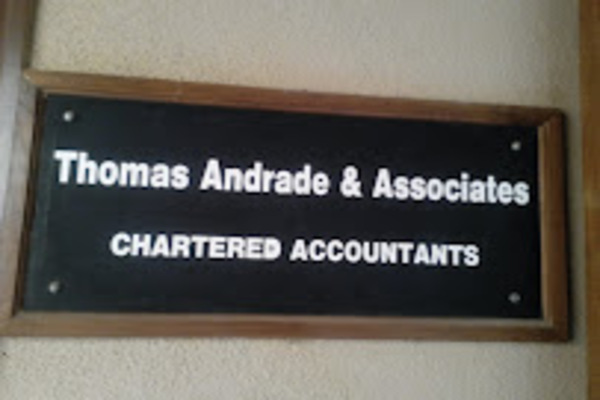 Thomas Andrade & Associates
CHARTERED ACCOUNTANTS